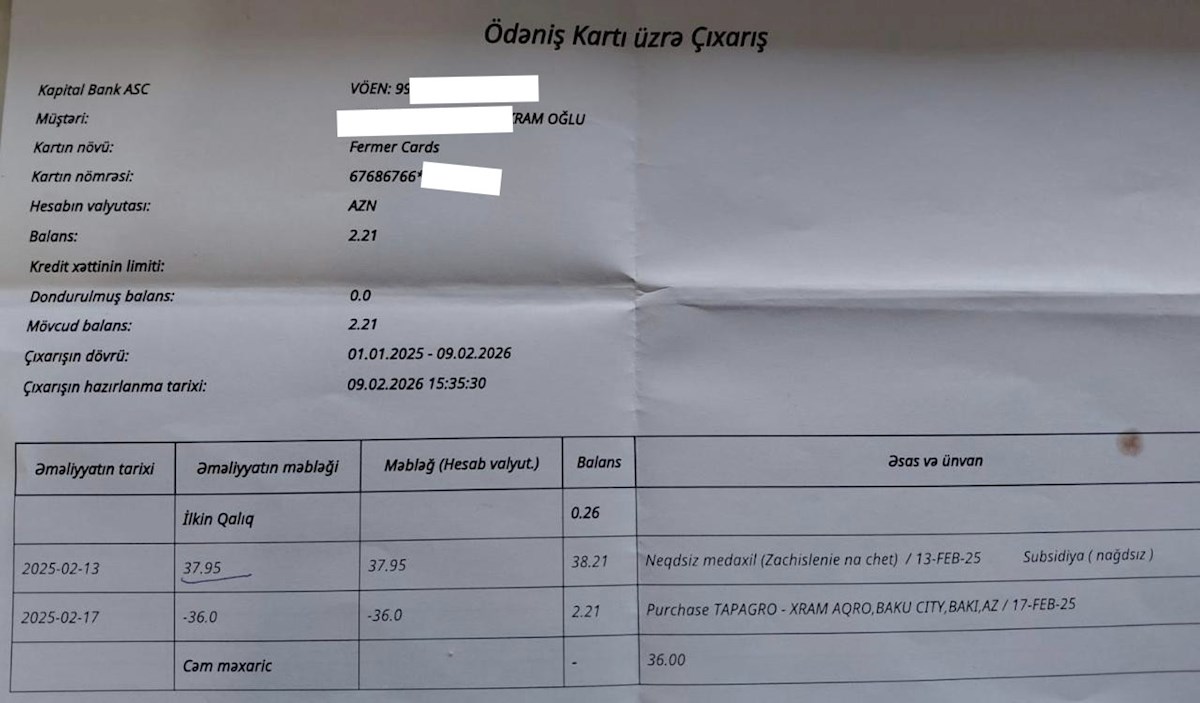 Ödəniş Kartı üzrə Çıxarış
Kapital Bank ASC VÖEN: 99
Müştəri: XRAM OĞLU
Kartın növü: Fermer Cards
Kartın nömrəsi: 67686766*
Hesabın valyutası: AZN
Balans: 2.21
Kredit xəttinin limiti:
Dondurulmuş balans: 0.0
Mövcud balans: 2.21
Çıxarışın dövrü: 01.01.2025 - 09.02.2026
Çıxarışın hazırlanma tarixi: 09.02.2026 15:35:30
Əməliyyatın tarixi Əməliyyatın məbləği Məbləğ (Hesab valyut.) Balans Əsas və ünvan
İlkin Qalıq 0.26
2025-02-13 37.95 37.95 38.21 Neqdsiz medaxil (Zachislenie na chet) / 13-FEB-25 Subsidiya ( nağdsız )
2025-02-17 -36.0 -36.0 2.21 Purchase TAPAGRO - XRAM AQRO,BAKU CITY,BAKI,AZ / 17-FEB-25
Cəm məxaric - 36.00